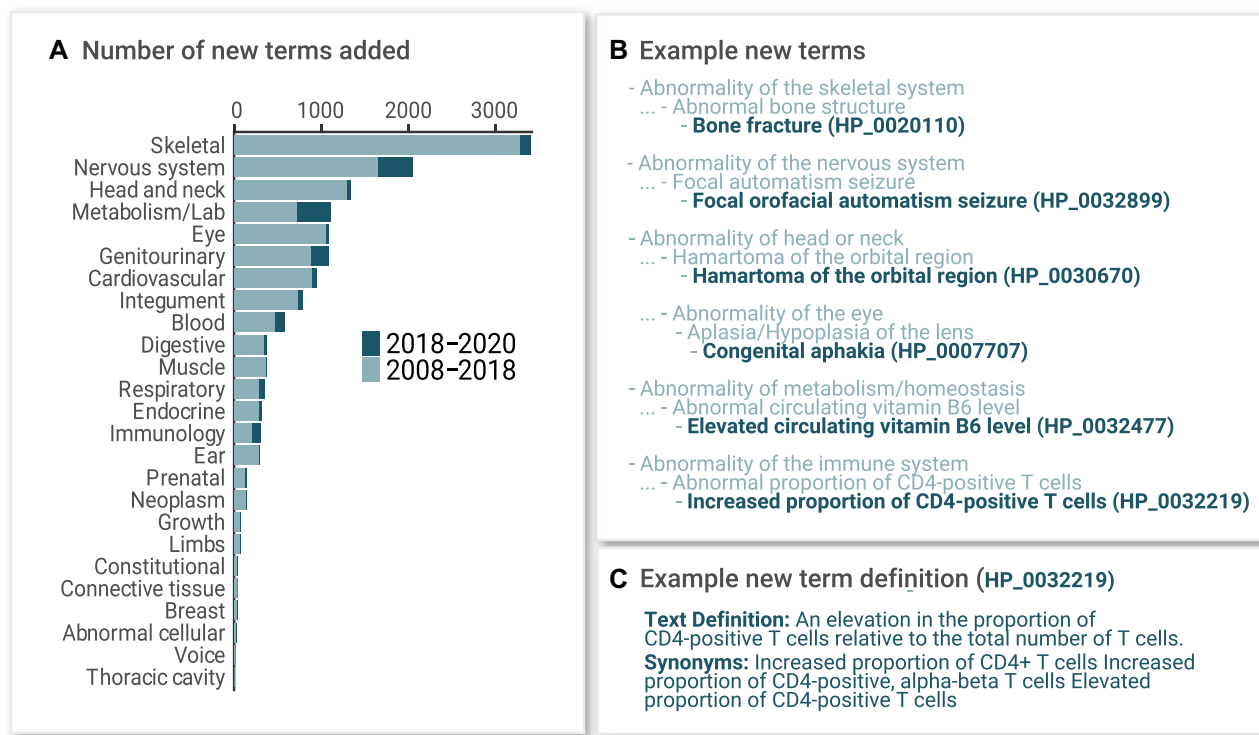 A Number of new terms added
0 1000 2000 3000
Skeletal
Nervous system
Head and neck
Metabolism/Lab
Eye
Genitourinary
Cardiovascular
Integument
Blood
Digestive
Muscle
Respiratory
Endocrine
Immunology
Ear
Prenatal
Neoplasm
Growth
Limbs
Constitutional
Connective tissue
Breast
Abnormal cellular
Voice
Thoracic cavity
2018–2020
2008–2018
B Example new terms
- Abnormality of the skeletal system
... - Abnormal bone structure
- Bone fracture (HP_0020110)
- Abnormality of the nervous system
... - Focal automatism seizure
- Focal orofacial automatism seizure (HP_0032899)
- Abnormality of head or neck
... - Hamartoma of the orbital region
- Hamartoma of the orbital region (HP_0030670)
... - Abnormality of the eye
- Aplasia/Hypoplasia of the lens
- Congenital aphakia (HP_0007707)
- Abnormality of metabolism/homeostasis
... - Abnormal circulating vitamin B6 level
- Elevated circulating vitamin B6 level (HP_0032477)
- Abnormality of the immune system
... - Abnormal proportion of CD4-positive T cells
- Increased proportion of CD4-positive T cells (HP_0032219)
C Example new term definition (HP_0032219)
Text Definition: An elevation in the proportion of
CD4-positive T cells relative to the total number of T cells.
Synonyms: Increased proportion of CD4+ T cells Increased
proportion of CD4-positive, alpha-beta T cells Elevated
proportion of CD4-positive T cells